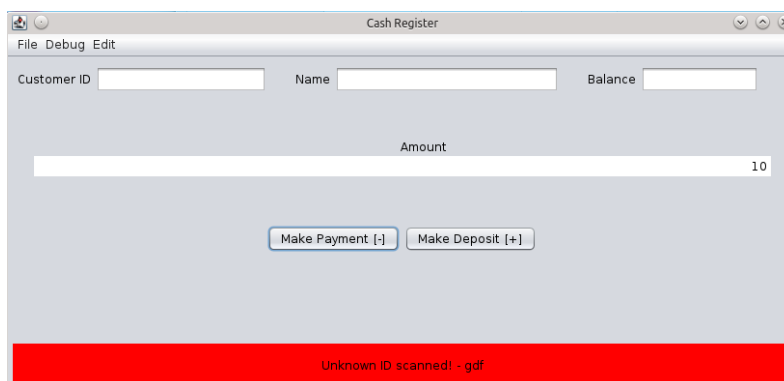 Cash Register
File Debug Edit
Customer ID Name Balance
Amount
10
Make Payment [-] Make Deposit [+]
Unknown ID scanned! - gdf